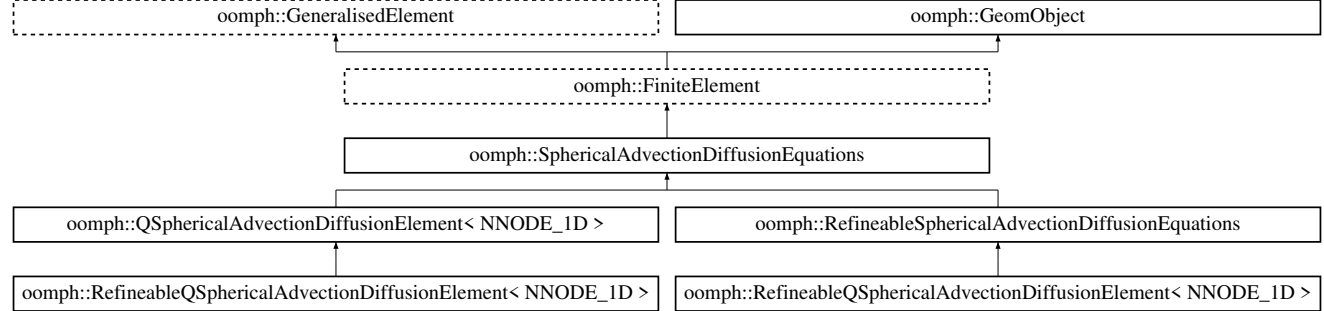 oomph::GeneralisedElement
oomph::GeomObject
oomph::FiniteElement
oomph::SphericalAdvectionDiffusionEquations
oomph::QSphericalAdvectionDiffusionElement< NNODE_1D >
oomph::RefineableSphericalAdvectionDiffusionEquations
oomph::RefineableQSphericalAdvectionDiffusionElement< NNODE_1D >
oomph::RefineableQSphericalAdvectionDiffusionElement< NNODE_1D >